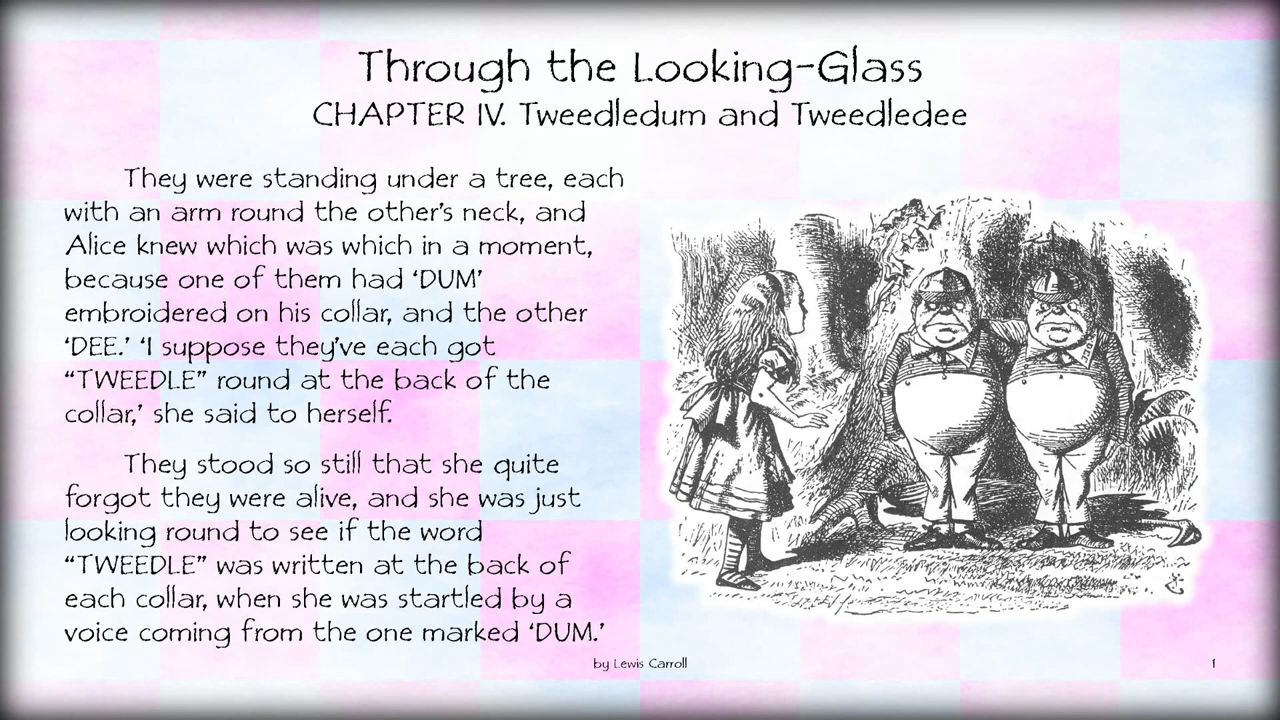 Through the Looking-Glass
CHAPTER IV. Tweedledum and Tweedledee
They were standing under a tree, each
with an arm round the other's neck, and
Alice knew which was which in a moment,
because one of them had ‘DUM’
embroidered on his collar, and the other
‘DEE.’ ‘I suppose they've each got
“TWEEDLE” round at the back of the
collar,’ she said to herself.
They stood so still that she quite
forgot they were alive, and she was just
looking round to see if the word
“TWEEDLE” was written at the back of
each collar, when she was startled by a
voice coming from the one marked ‘DUM.’
by Lewis Carroll
1